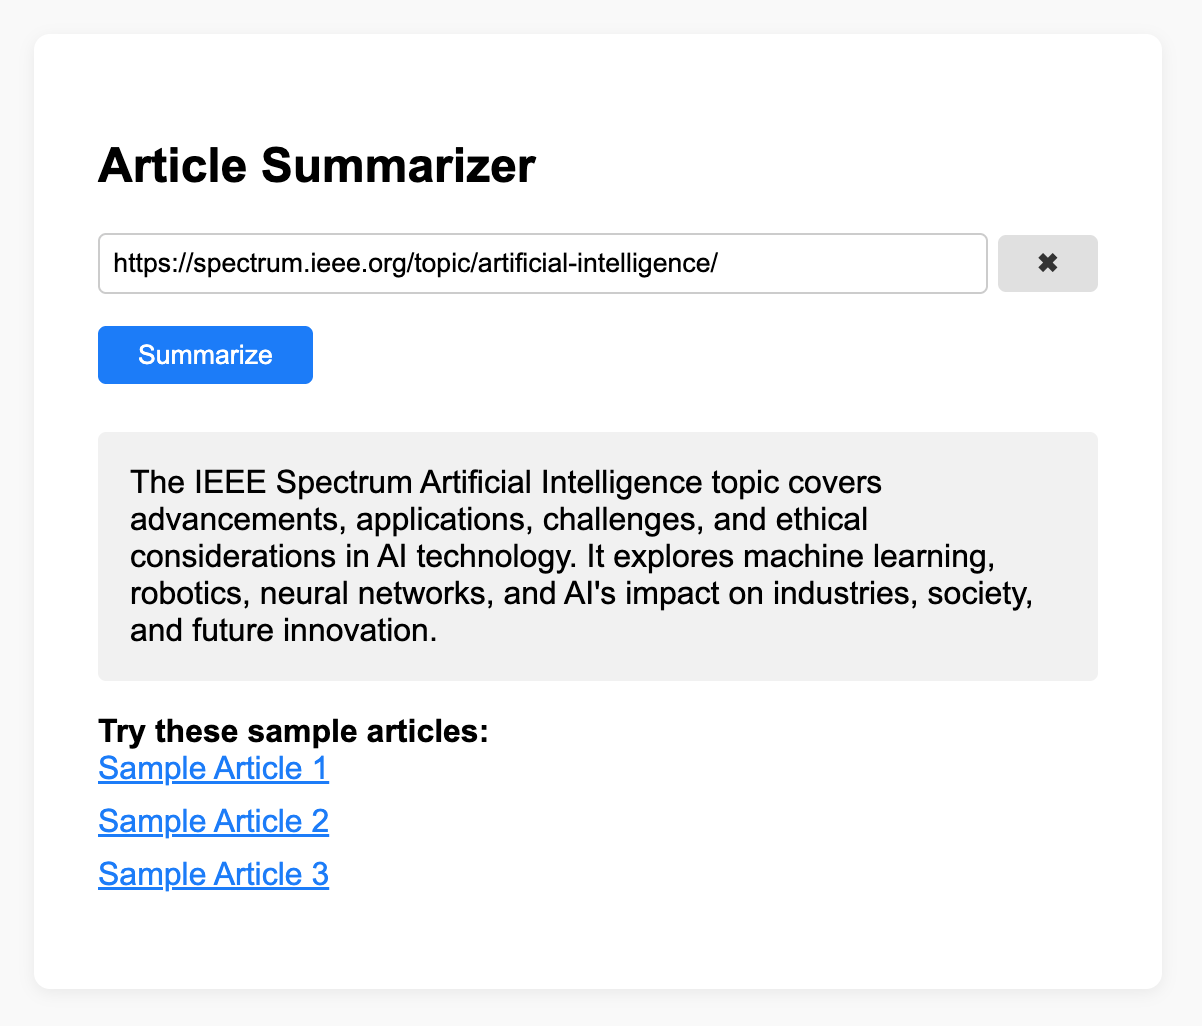 Article Summarizer
https://spectrum.ieee.org/topic/artificial-intelligence/
✖
Summarize
The IEEE Spectrum Artificial Intelligence topic covers
advancements, applications, challenges, and ethical
considerations in AI technology. It explores machine learning,
robotics, neural networks, and AI's impact on industries, society,
and future innovation.
Try these sample articles:
Sample Article 1
Sample Article 2
Sample Article 3